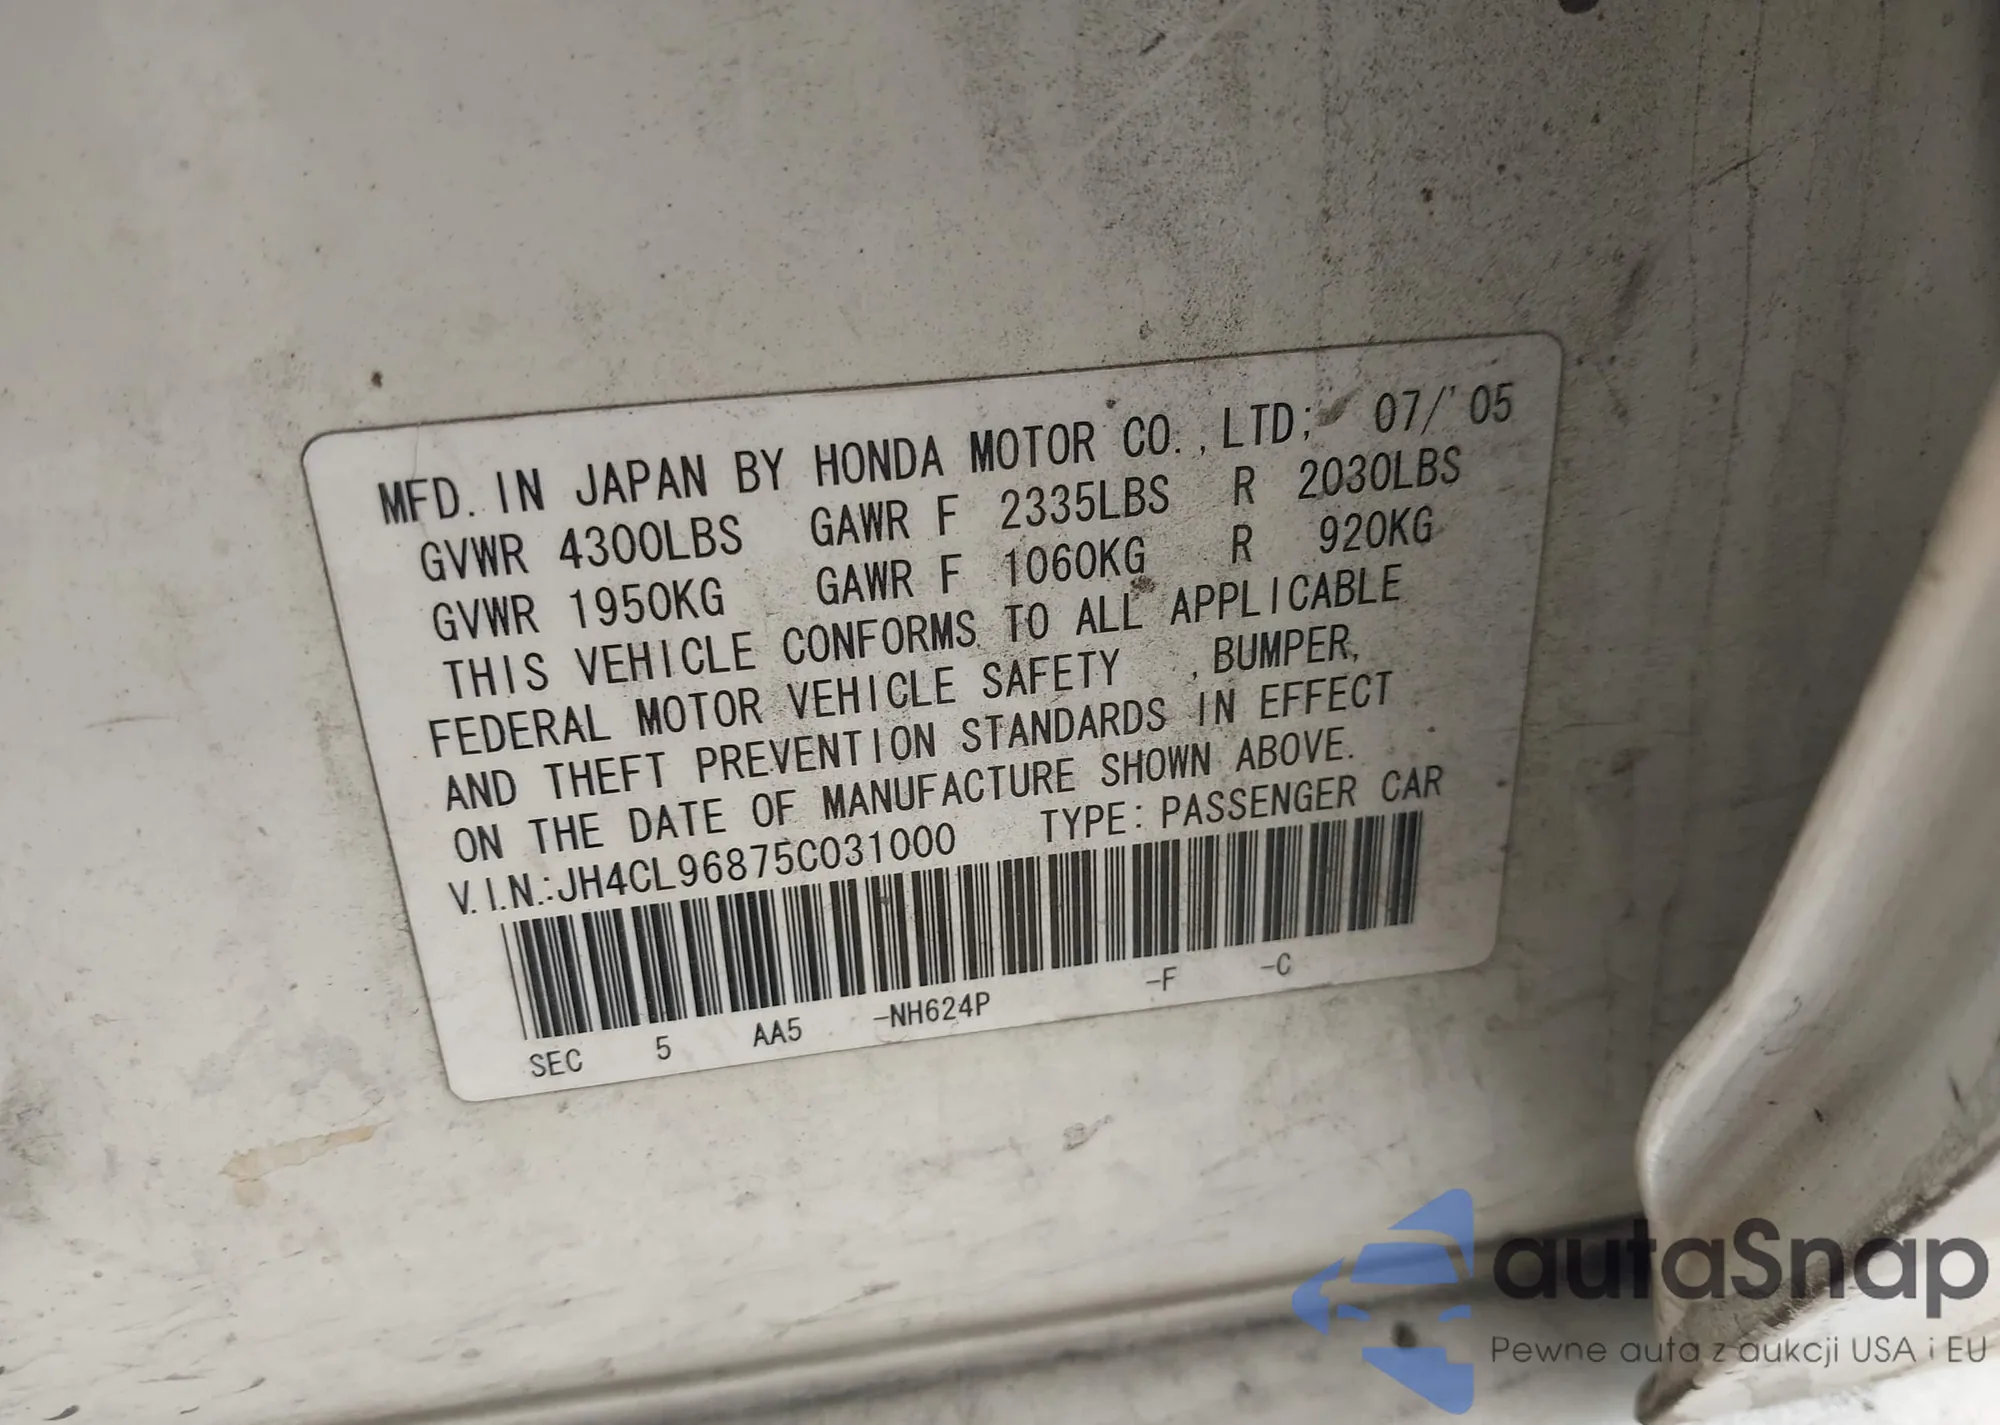 MFD. IN JAPAN BY HONDA MOTOR CO., LTD; 07/'05
GVWR 4300LBS GAWR F 2335LBS R 2030LBS
GVWR 1950KG GAWR F 1060KG R 920KG
THIS VEHICLE CONFORMS TO ALL APPLICABLE
FEDERAL MOTOR VEHICLE SAFETY , BUMPER,
AND THEFT PREVENTION STANDARDS IN EFFECT
ON THE DATE OF MANUFACTURE SHOWN ABOVE.
V.I.N.:JH4CL96875C031000 TYPE: PASSENGER CAR
SEC 5 AA5 -NH624P -F -C
autaSnap
Pewne auta z aukcji USA i EU